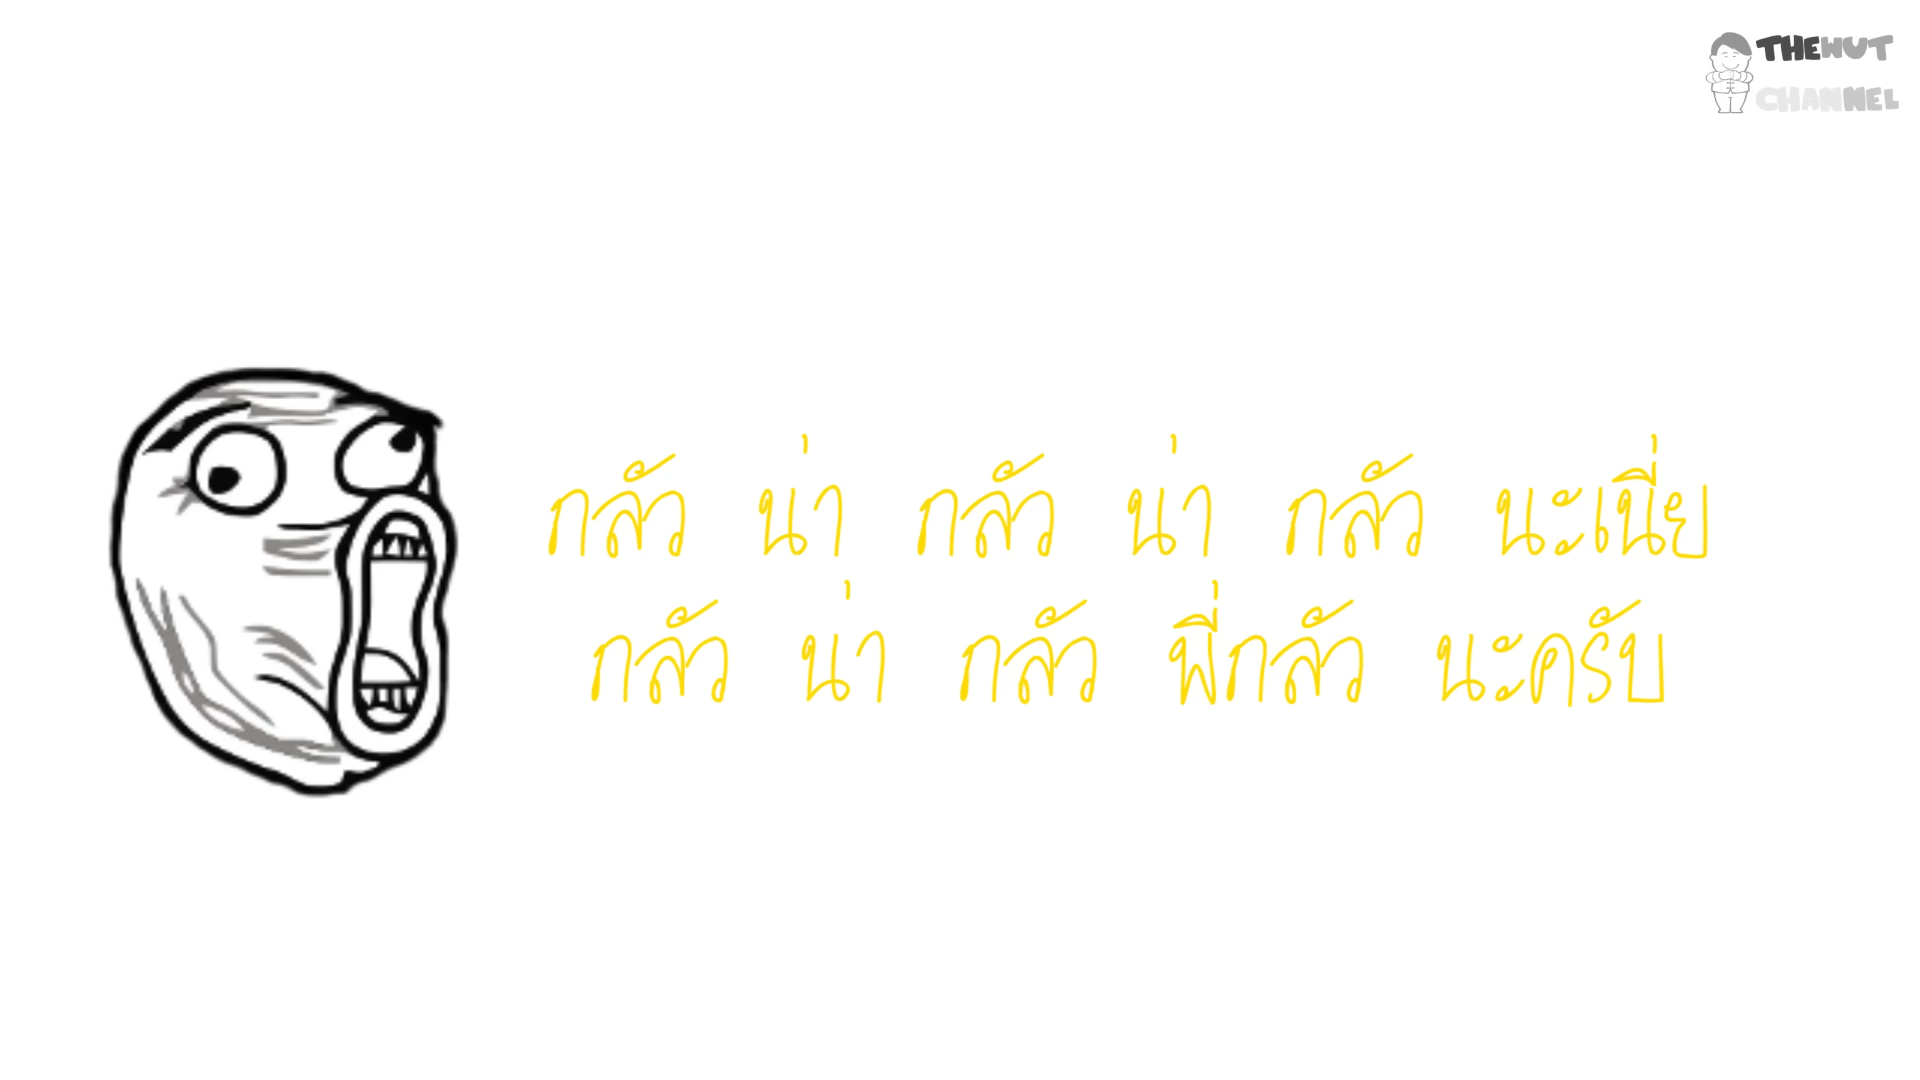 THEWUT
CHANNEL
กลัว น่า กลัว น่า กลัว นะเนี่ย
กลัว น่า กลัว พี่กลัว นะครับ